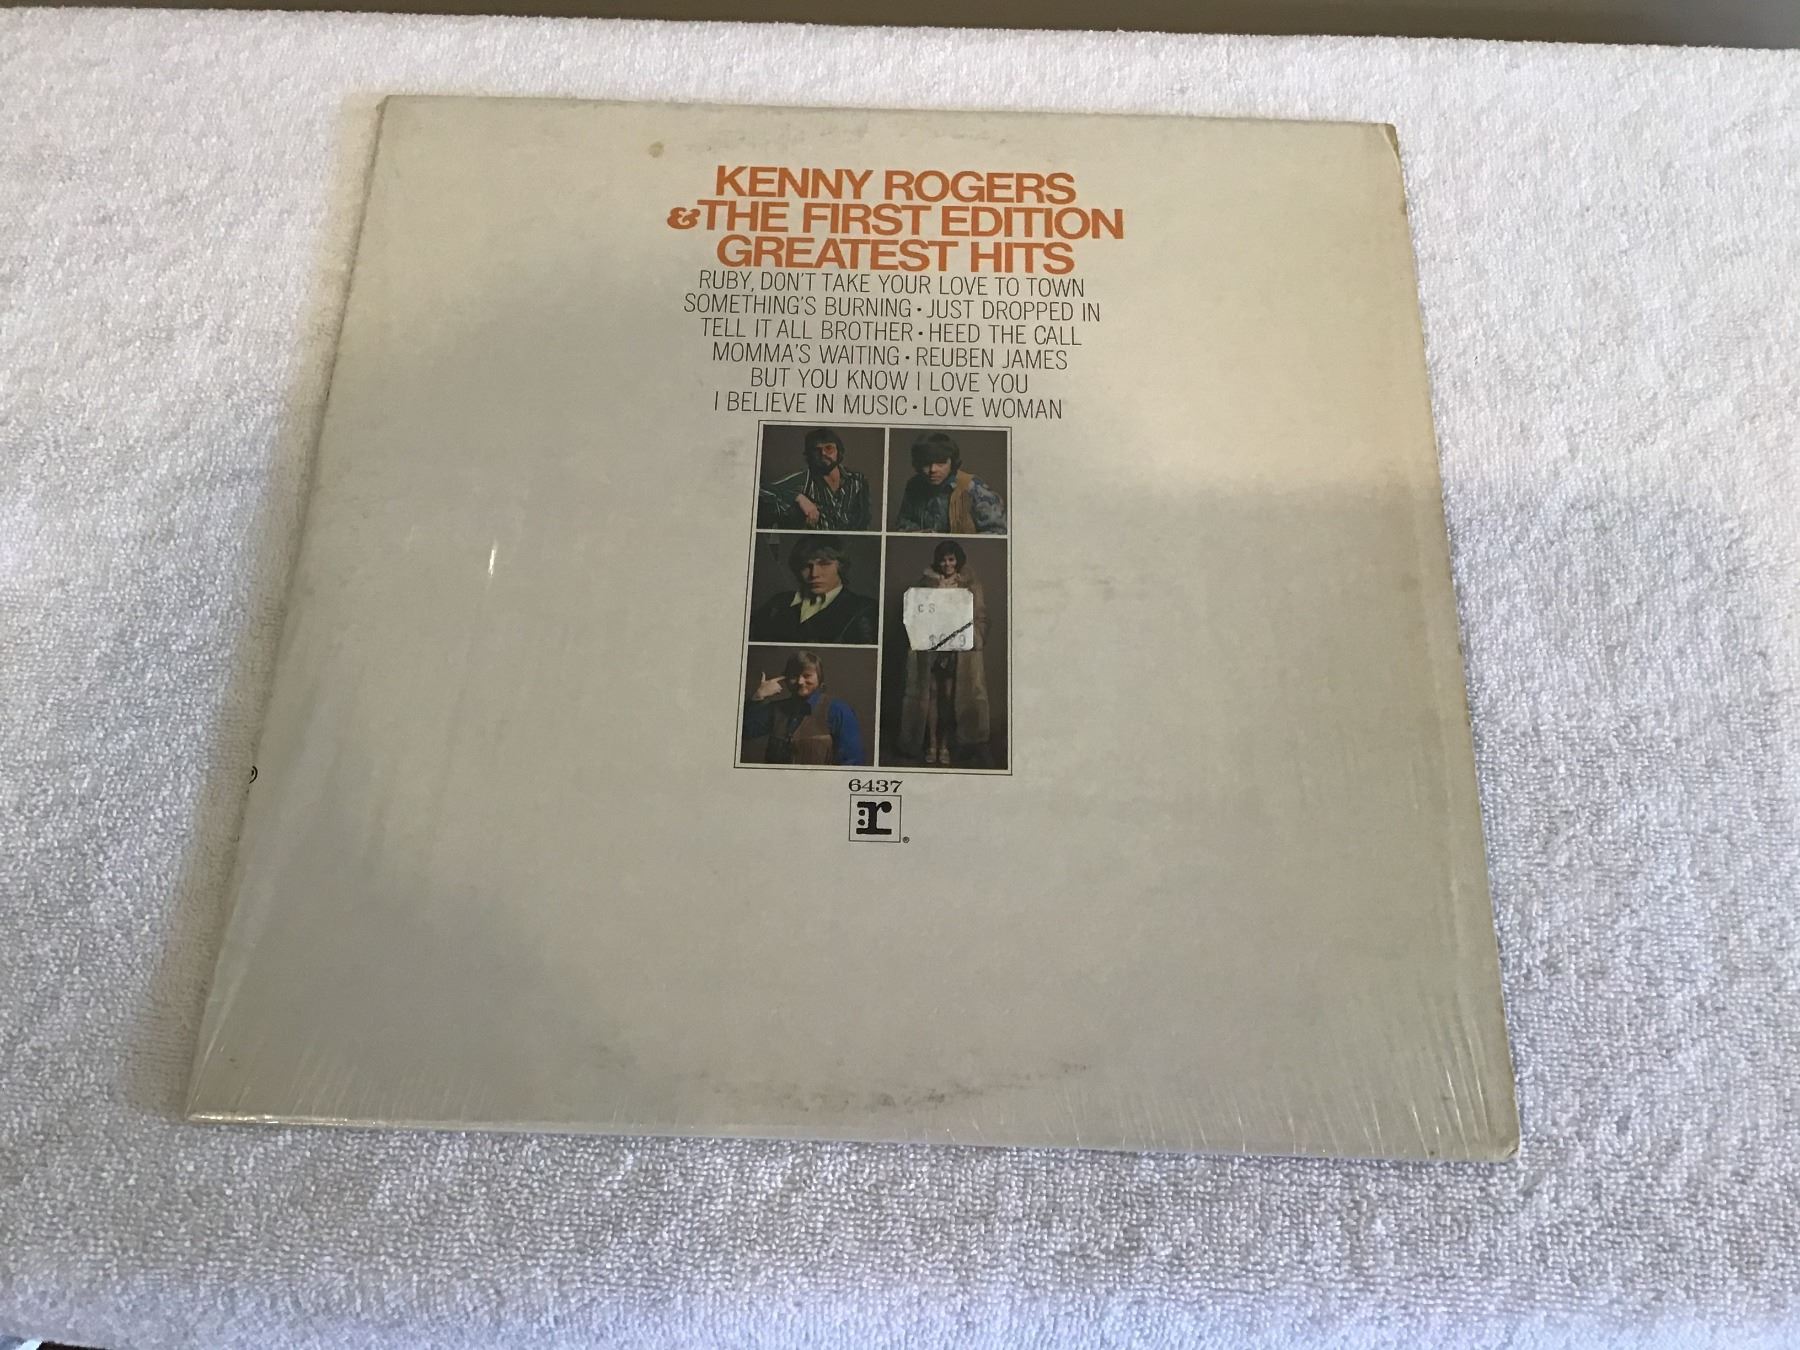 KENNY ROGERS
&THE FIRST EDITION
GREATEST HITS
RUBY, DON'T TAKE YOUR LOVE TO TOWN
SOMETHING'S BURNING • JUST DROPPED IN
TELL IT ALL BROTHER • HEED THE CALL
MOMMA'S WAITING • REUBEN JAMES
BUT YOU KNOW I LOVE YOU
I BELIEVE IN MUSIC • LOVE WOMAN
CS
6437
r:
®